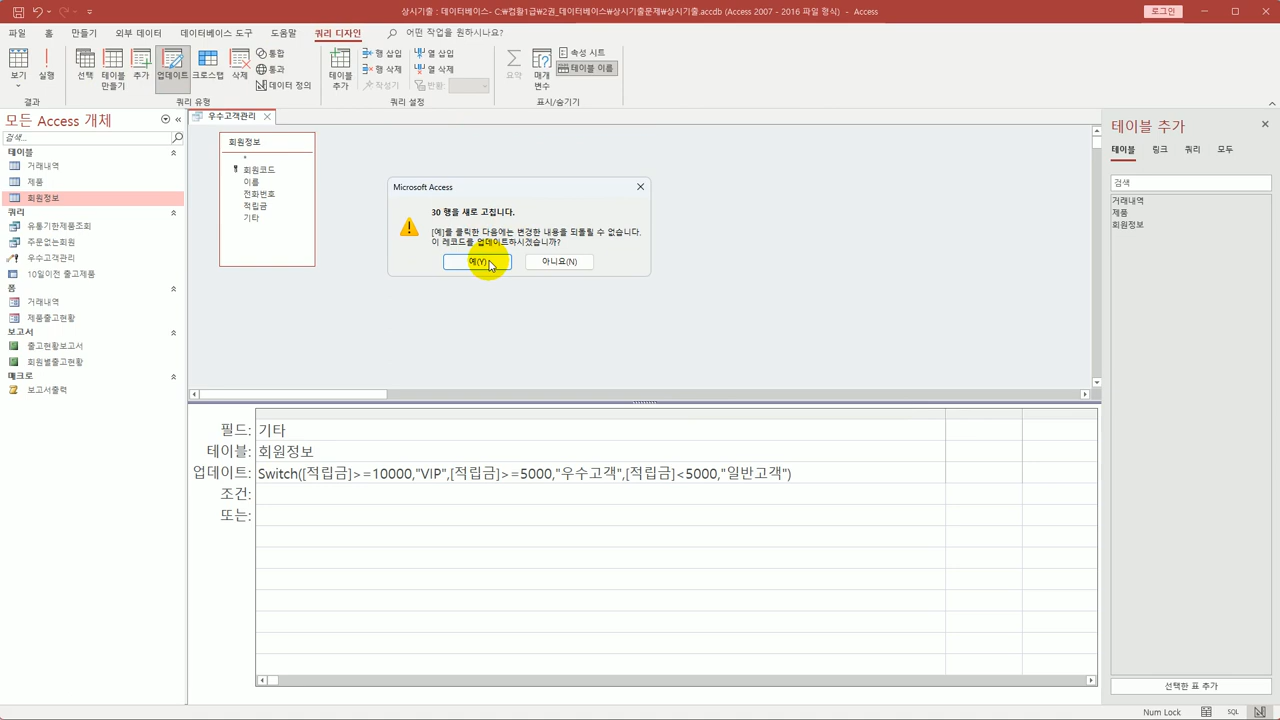 상시기출 : 데이터베이스- C:₩컴활1급₩2권_데이터베이스₩상시기출문제₩상시기출.accdb (Access 2007 - 2016 파일 형식) - Access
로그인
파일 홈 만들기 외부 데이터 데이터베이스 도구 도움말 쿼리 디자인 어떤 작업을 원하시나요?
보기 실행 선택 테이블 만들기 추가 업데이트 크로스탭 삭제
통합
통과
데이터 정의
테이블 추가
행 삽입
행 삭제
작성기
열 삽입
열 삭제
반환:
요약
매개 변수
속성 시트
테이블 이름
결과 쿼리 유형 쿼리 설정 표시/숨기기
모든 Access 개체
검색...
테이블
거래내역
제품
회원정보
쿼리
유통기한제품조회
주문없는회원
우수고객관리
10일이전 출고제품
폼
거래내역
제품출고현황
보고서
출고현황보고서
회원별출고현황
매크로
보고서출력
우수고객관리
회원정보
*
회원코드
이름
전화번호
적립금
기타
Microsoft Access
30 행을 새로 고칩니다.
[예]를 클릭한 다음에는 변경한 내용을 되돌릴 수 없습니다.
이 레코드를 업데이트하시겠습니까?
예(Y) 아니요(N)
필드: 기타
테이블: 회원정보
업데이트: Switch([적립금]>=10000,"VIP",[적립금]>=5000,"우수고객",[적립금]<5000,"일반고객")
조건:
또는:
테이블 추가
테이블 링크 쿼리 모두
검색
거래내역
제품
회원정보
선택한 표 추가
Num Lock SQL